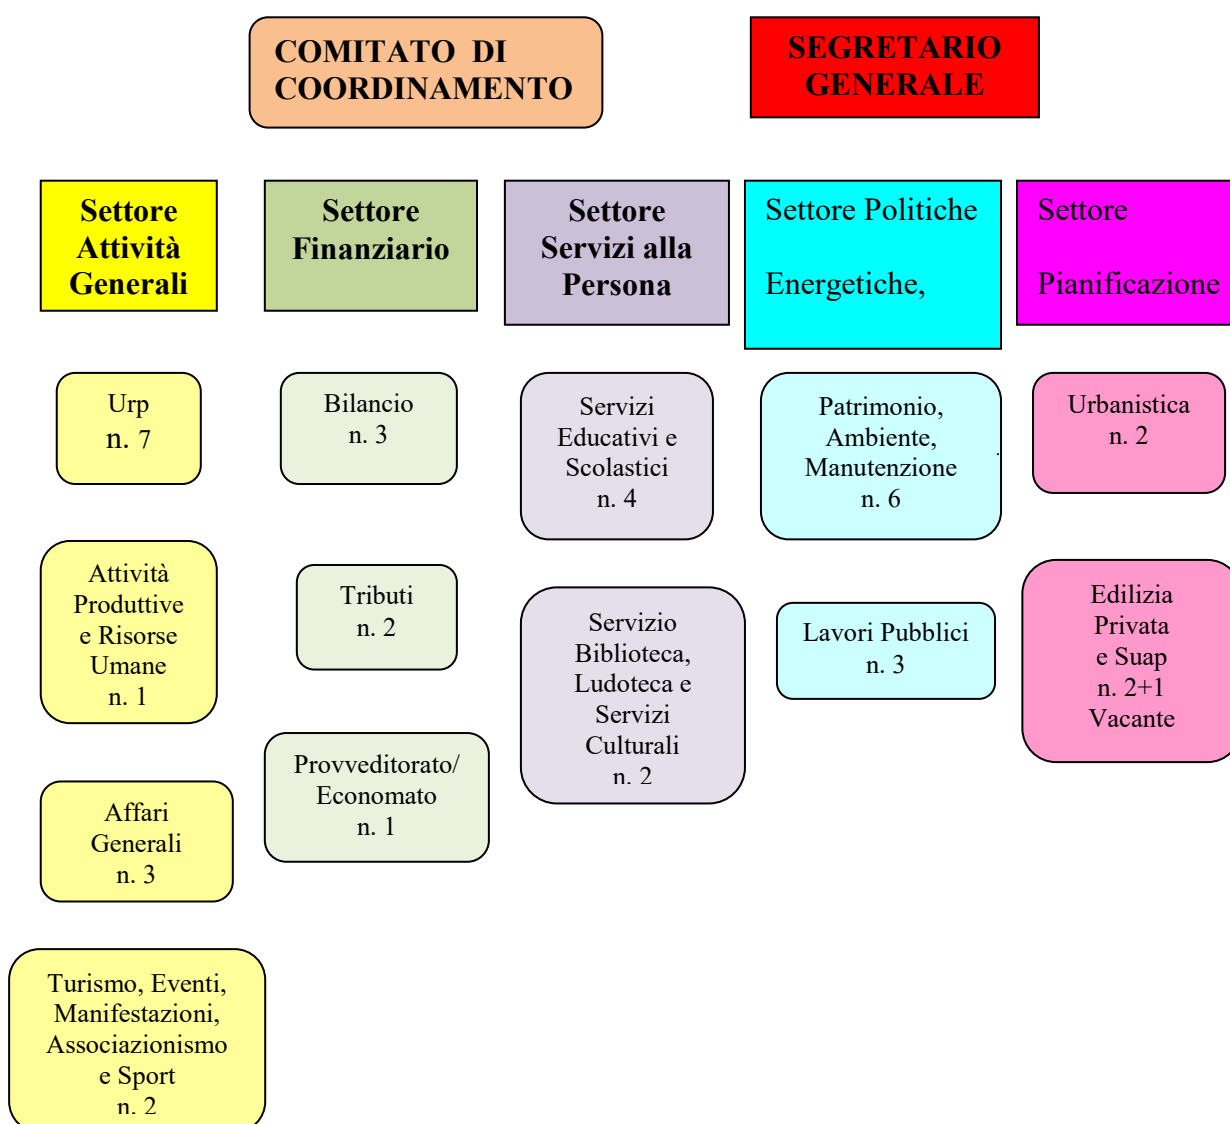 COMITATO DI
COORDINAMENTO
SEGRETARIO
GENERALE
Settore
Attività
Generali
Settore
Finanziario
Settore
Servizi alla
Persona
Settore Politiche
Energetiche,
Settore
Pianificazione
Urp
n. 7
Bilancio
n. 3
Servizi
Educativi e
Scolastici
n. 4
Patrimonio,
Ambiente,
Manutenzione
n. 6
Urbanistica
n. 2
Attività
Produttive
e Risorse
Umane
n. 1
Tributi
n. 2
Servizio
Biblioteca,
Ludoteca e
Servizi
Culturali
n. 2
Lavori Pubblici
n. 3
Edilizia
Privata
e Suap
n. 2+1
Vacante
Provveditorato/
Economato
n. 1
Affari
Generali
n. 3
Turismo, Eventi,
Manifestazioni,
Associazionismo
e Sport
n. 2